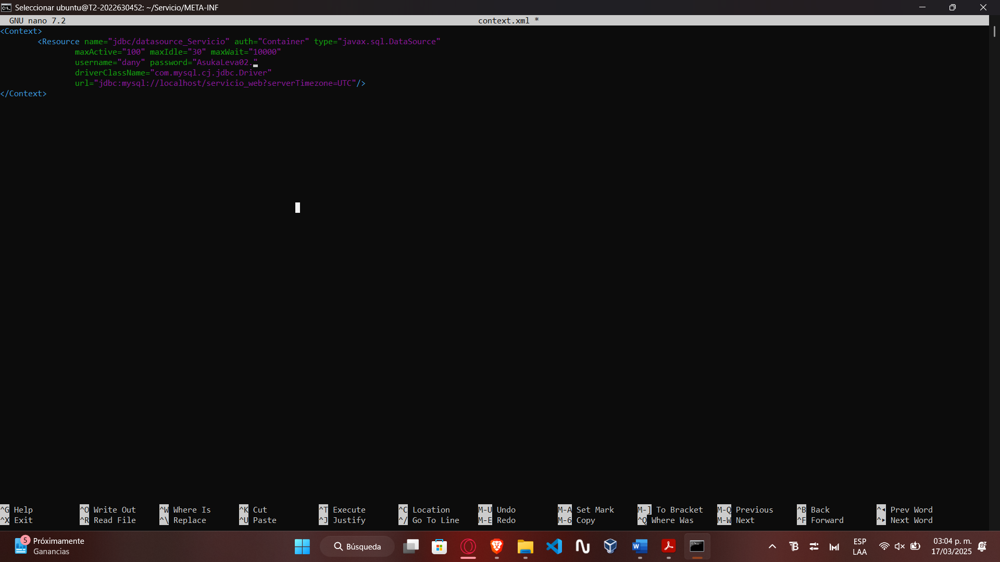 Seleccionar ubuntu@T2-2022630452: ~/Servicio/META-INF
GNU nano 7.2 context.xml *
<Context>
<Resource name="jdbc/datasource_Servicio" auth="Container" type="javax.sql.DataSource"
maxActive="100" maxIdle="30" maxWait="10000"
username="dany" password="AsukaLeva02."
driverClassName="com.mysql.cj.jdbc.Driver"
url="jdbc:mysql://localhost/servicio_web?serverTimezone=UTC"/>
</Context>
^G Help ^O Write Out ^W Where Is ^K Cut ^T Execute ^C Location M-U Undo M-A Set Mark M-] To Bracket M-Q Previous ^B Back ^◂ Prev Word
^X Exit ^R Read File ^\ Replace ^U Paste ^J Justify ^/ Go To Line M-E Redo M-6 Copy ^Q Where Was M-W Next ^F Forward ^▸ Next Word
5 Próximamente
Ganancias
Búsqueda
ESP
LAA
03:04 p. m.
17/03/2025